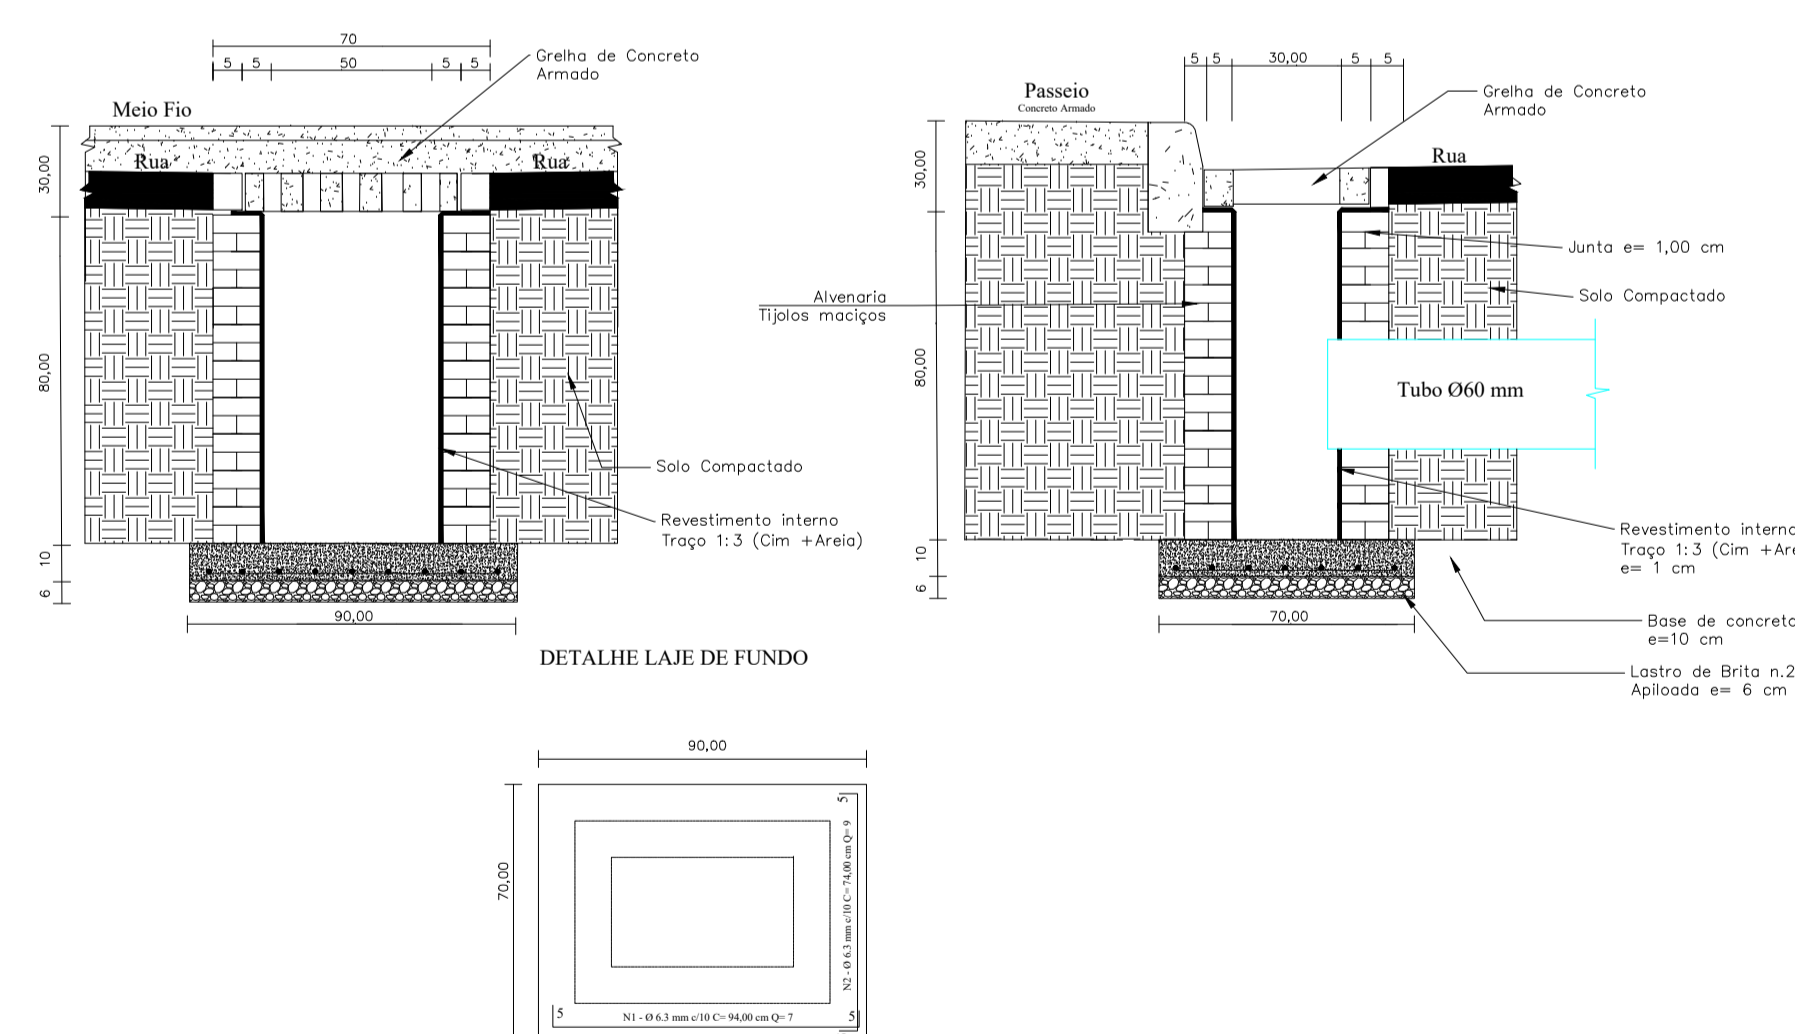 70
5 5 50 5 5
Grelha de Concreto
Armado
Meio Fio
Rua
Rua
30,00
80,00
10
6
90,00
Solo Compactado
Revestimento interno
Traço 1:3 (Cim +Areia)
5 5 30,00 5 5
Passeio
Concreto Armado
Grelha de Concreto
Armado
Rua
30,00
80,00
10
6
Junta e= 1,00 cm
Solo Compactado
Alvenaria
Tijolos maciços
Tubo Ø60 mm
Revestimento interno
Traço 1:3 (Cim +Are
e= 1 cm
70,00
Base de concreto
e=10 cm
Lastro de Brita n.2
Apiloada e= 6 cm
DETALHE LAJE DE FUNDO
90,00
70,00
5
N2 - Ø 6.3 mm c/10 C= 74,00 cm Q= 9
5
N1 - Ø 6.3 mm c/10 C= 94,00 cm Q= 7
5